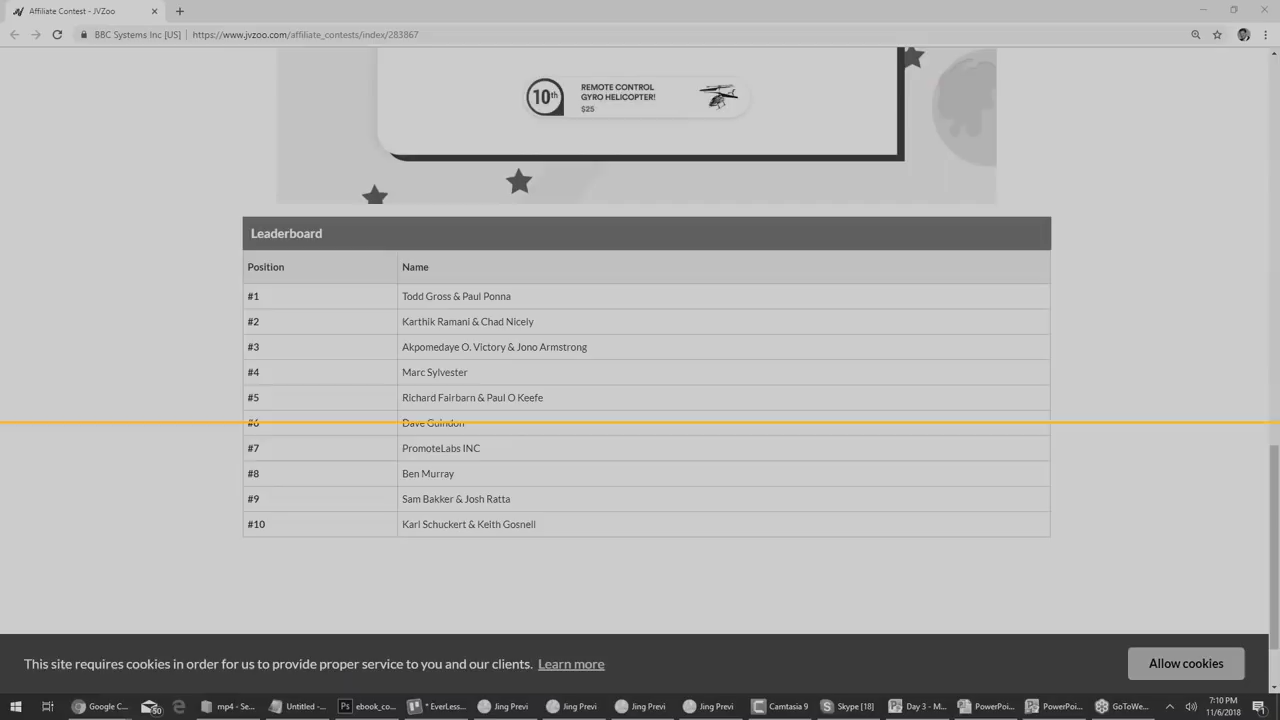 Affiliate Contest - JVZoo
BBC Systems Inc [US] | https://www.jvzoo.com/affiliate_contests/index/283867
10th
REMOTE CONTROL
GYRO HELICOPTER!
$25
Leaderboard
Position Name
#1 Todd Gross & Paul Ponna
#2 Karthik Ramani & Chad Nicely
#3 Akpomedaye O. Victory & Jono Armstrong
#4 Marc Sylvester
#5 Richard Fairbarn & Paul O Keefe
#6 Dave Guindon
#7 PromoteLabs INC
#8 Ben Murray
#9 Sam Bakker & Josh Ratta
#10 Karl Schuckert & Keith Gosnell
This site requires cookies in order for us to provide proper service to you and our clients. Learn more
Allow cookies
50 Google C... mp4 - Se... Untitled -... Ps ebook_co... * EverLess... Jing Previ Jing Previ Jing Previ Jing Previ Camtasia 9 Skype [18] Day 3 - M... PowerPoi... PowerPoi... GoToWe...
7:10 PM
11/6/2018
1